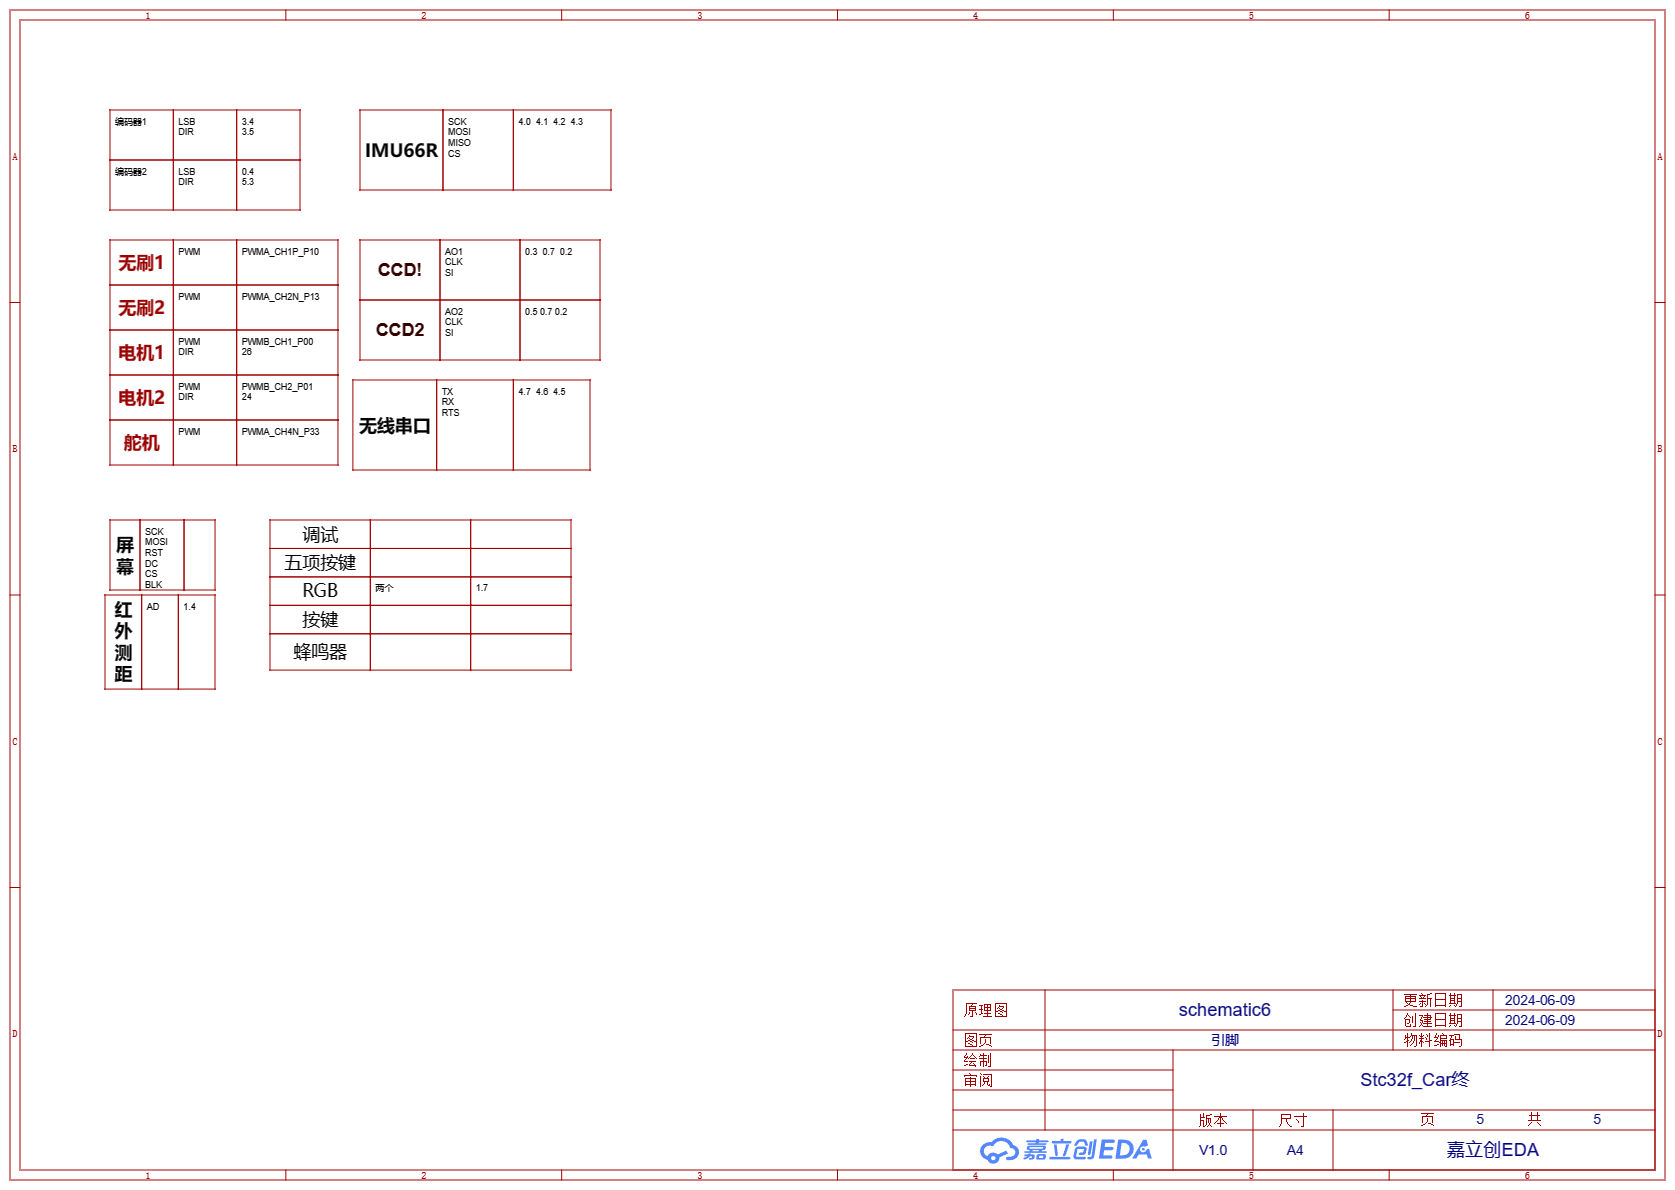 1 2 3 4 5 6
A A
B B
C C
D D
编码器1 LSB 3.4
DIR 3.5
编码器2 LSB 0.4
DIR 5.3
IMU66R SCK 4.0 4.1 4.2 4.3
MOSI
MISO
CS
无刷1 PWM PWMA_CH1P_P10
无刷2 PWM PWMA_CH2N_P13
电机1 PWM PWMB_CH1_P00
DIR 26
电机2 PWM PWMB_CH2_P01
DIR 24
舵机 PWM PWMA_CH4N_P33
CCD! AO1 0.3 0.7 0.2
CLK
SI
CCD2 AO2 0.5 0.7 0.2
CLK
SI
无线串口 TX 4.7 4.6 4.5
RX
RTS
屏幕 SCK
MOSI
RST
DC
CS
BLK
红外测距 AD 1.4
调试
五项按键
RGB 两个 1.7
按键
蜂鸣器
原理图 schematic6 更新日期 2024-06-09
创建日期 2024-06-09
图页 引脚 物料编码
绘制
审阅
Stc32f_Car终
版本 尺寸 页 5 共 5
嘉立创EDA V1.0 A4 嘉立创EDA
1 2 3 4 5 6